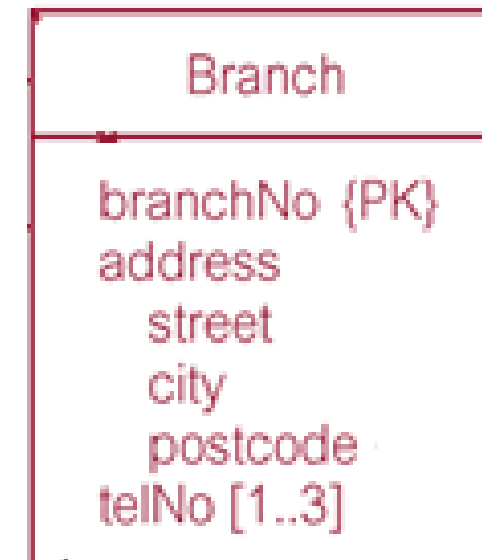 Branch
branchNo {PK}
address
street
city
postcode
telNo [1..3]